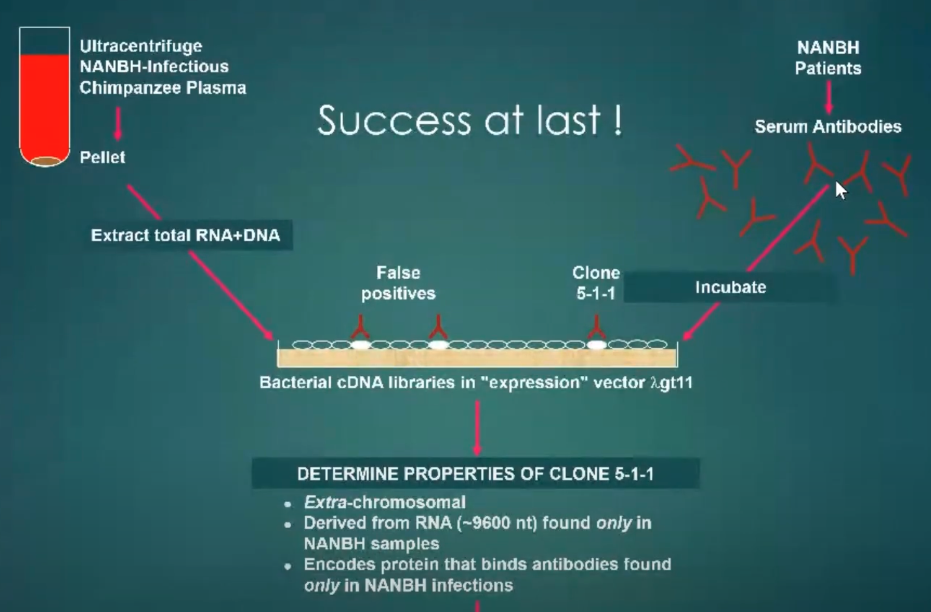 Ultracentrifuge
NANBH-Infectious
Chimpanzee Plasma
Pellet
Success at last !
NANBH
Patients
Serum Antibodies
Extract total RNA+DNA
False
positives
Clone
5-1-1
Incubate
Bacterial cDNA libraries in "expression" vector λgt11
DETERMINE PROPERTIES OF CLONE 5-1-1
• Extra-chromosomal
• Derived from RNA (~9600 nt) found only in
NANBH samples
• Encodes protein that binds antibodies found
only in NANBH infections